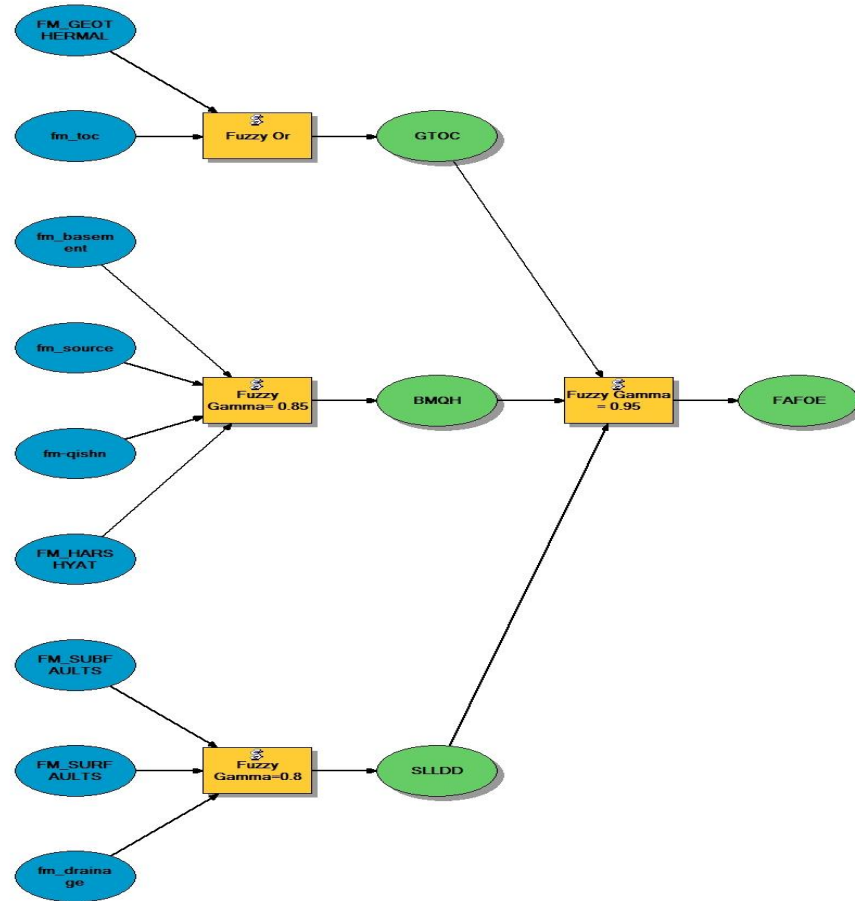 FM_GEOT
HERMAL
fm_toc
Fuzzy Or
GTOC
fm_basem
ent
fm_source
fm-qishn
FM_HARS
HYAT
Fuzzy
Gamma= 0.85
BMQH
Fuzzy Gamma
= 0.95
FAFOE
FM_SUBF
AULTS
FM_SURF
AULTS
fm_draina
ge
Fuzzy
Gamma=0.8
SLLDD